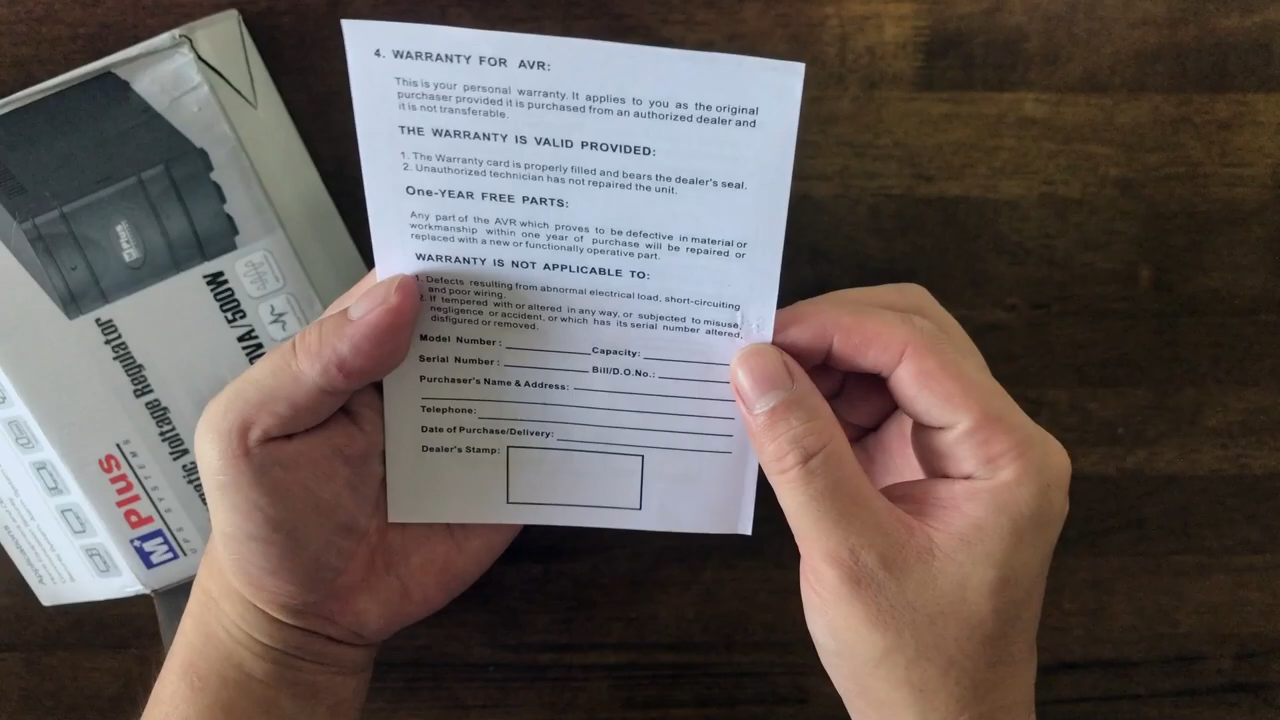 4. WARRANTY FOR AVR:
This is your personal warranty. It applies to you as the original
purchaser provided it is purchased from an authorized dealer and
it is not transferable.
THE WARRANTY IS VALID PROVIDED:
1. The Warranty card is properly filled and bears the dealer's seal.
2. Unauthorized technician has not repaired the unit.
One-YEAR FREE PARTS:
Any part of the AVR which proves to be defective in material or
workmanship within one year of purchase will be repaired or
replaced with a new or functionally operative part.
WARRANTY IS NOT APPLICABLE TO:
1. Defects resulting from abnormal electrical load, short-circuiting
and poor wiring.
2. If tempered with or altered in any way, or subjected to misuse,
negligence or accident, or which has its serial number altered,
disfigured or removed.
Model Number: Capacity:
Serial Number: Bill/D.O.No.:
Purchaser's Name & Address:
Telephone:
Date of Purchase/Delivery:
Dealer's Stamp:
Plus
VA/500W
matic Voltage Regulator
M Plus
UPS SYSTEMS
Applications